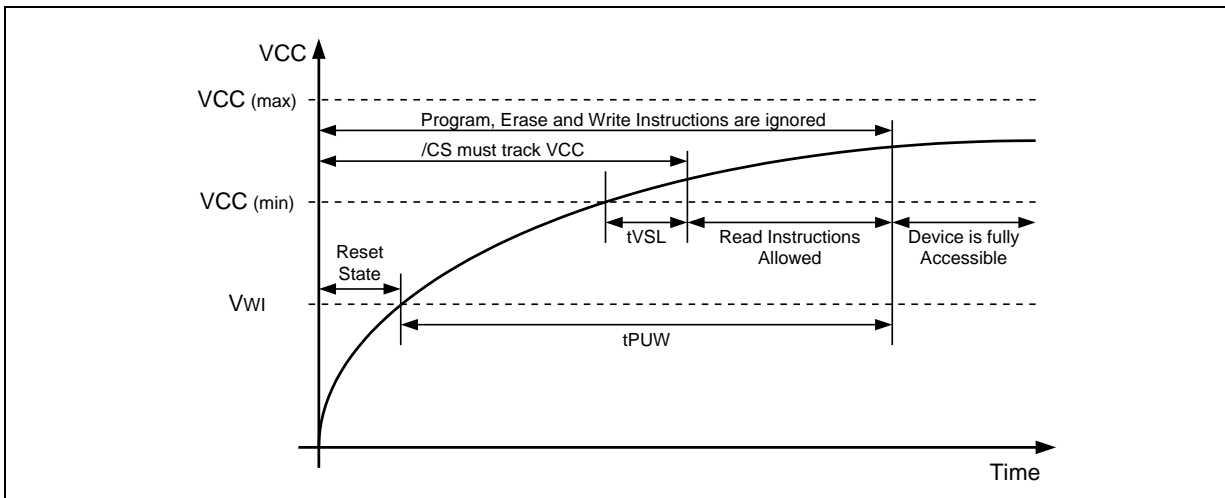 VCC
VCC (max)
Program, Erase and Write Instructions are ignored
/CS must track VCC
VCC (min)
tVSL
Read Instructions
Allowed
Device is fully
Accessible
Reset
State
VWI
tPUW
Time